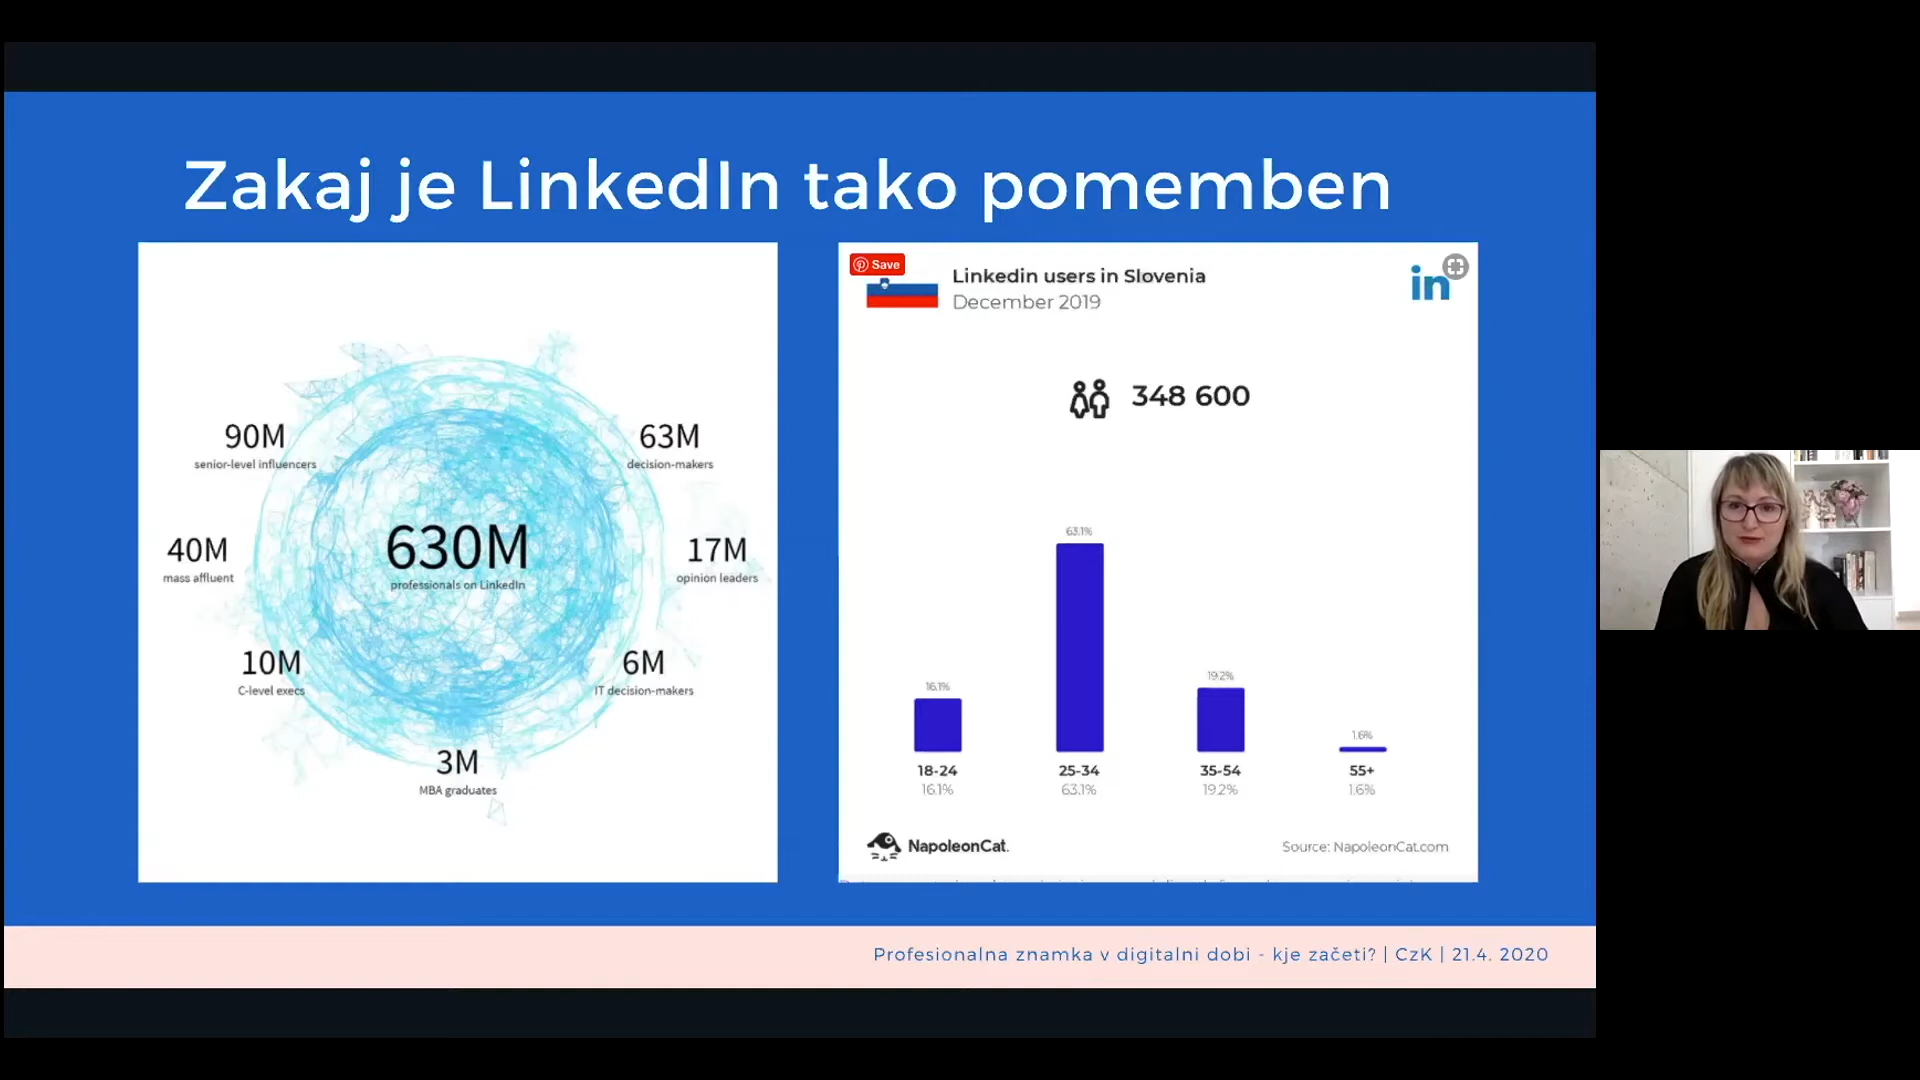 Zakaj je LinkedIn tako pomemben
90M
senior-level influencers
63M
decision-makers
40M
mass affluent
630M
professionals on LinkedIn
17M
opinion leaders
10M
C-level execs
6M
IT decision-makers
3M
MBA graduates
Save
Linkedin users in Slovenia
December 2019
in
348 600
63.1%
16.1%
19.2%
1.6%
18-24
25-34
35-54
55+
16.1%
63.1%
19.2%
1.6%
NapoleonCat.
Source: NapoleonCat.com
Profesionalna znamka v digitalni dobi - kje začeti? | CzK | 21.4. 2020